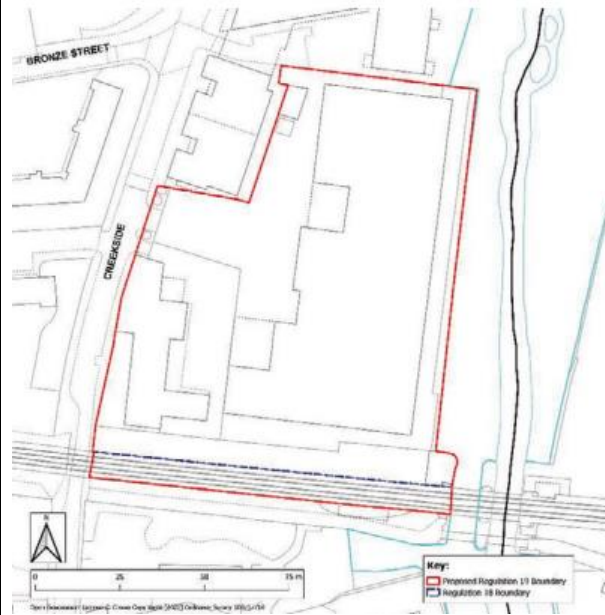 BRONZE STREET
CREEKSIDE
N
0 25 50 75 m
Key:
Proposed Regulation 19 Boundary
Regulation 18 Boundary